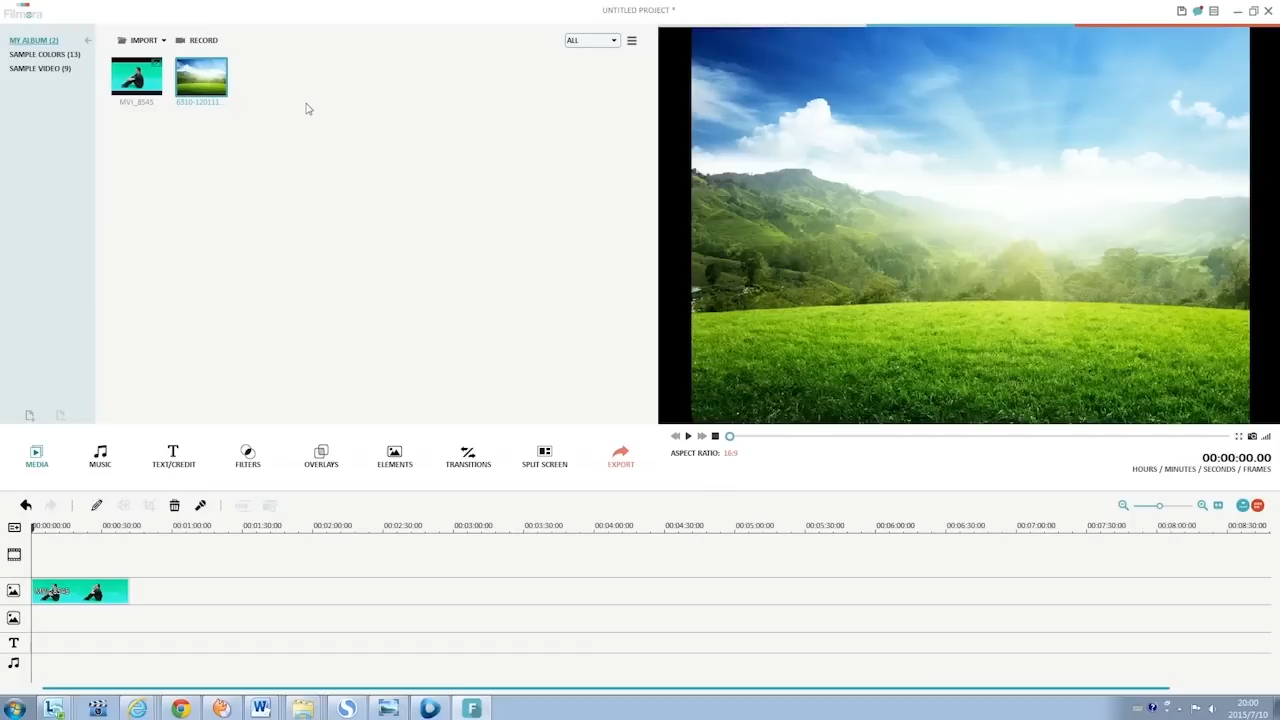 Filmora
UNTITLED PROJECT *
MY ALBUM (2)
SAMPLE COLORS (13)
SAMPLE VIDEO (9)
IMPORT
RECORD
ALL
MVI_8545
6310-120111...
MEDIA
MUSIC
TEXT/CREDIT
FILTERS
OVERLAYS
ELEMENTS
TRANSITIONS
SPLIT SCREEN
EXPORT
ASPECT RATIO: 16:9
00:00:00.00
HOURS / MINUTES / SECONDS / FRAMES
00:00:00:00 00:00:30:00 00:01:00:00 00:01:30:00 00:02:00:00 00:02:30:00 00:03:00:00 00:03:30:00 00:04:00:00 00:04:30:00 00:05:00:00 00:05:30:00 00:06:00:00 00:06:30:00 00:07:00:00 00:07:30:00 00:08:00:00 00:08:30:00
MVI_8545
T
20:00
2015/7/10